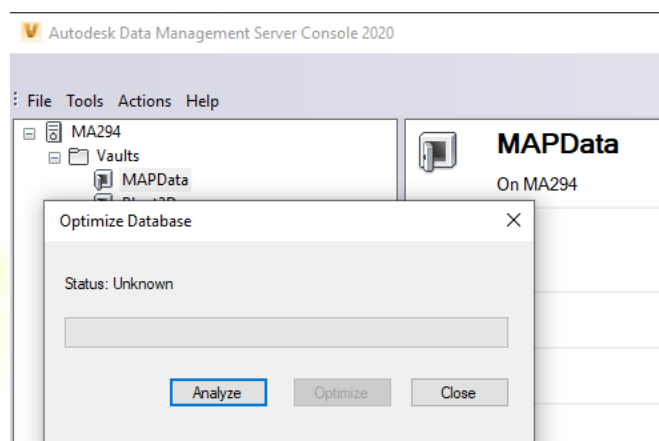 Autodesk Data Management Server Console 2020
File Tools Actions Help
MA294
Vaults
MAPData
MAPData
On MA294
Optimize Database
Status: Unknown
Analyze Optimize Close